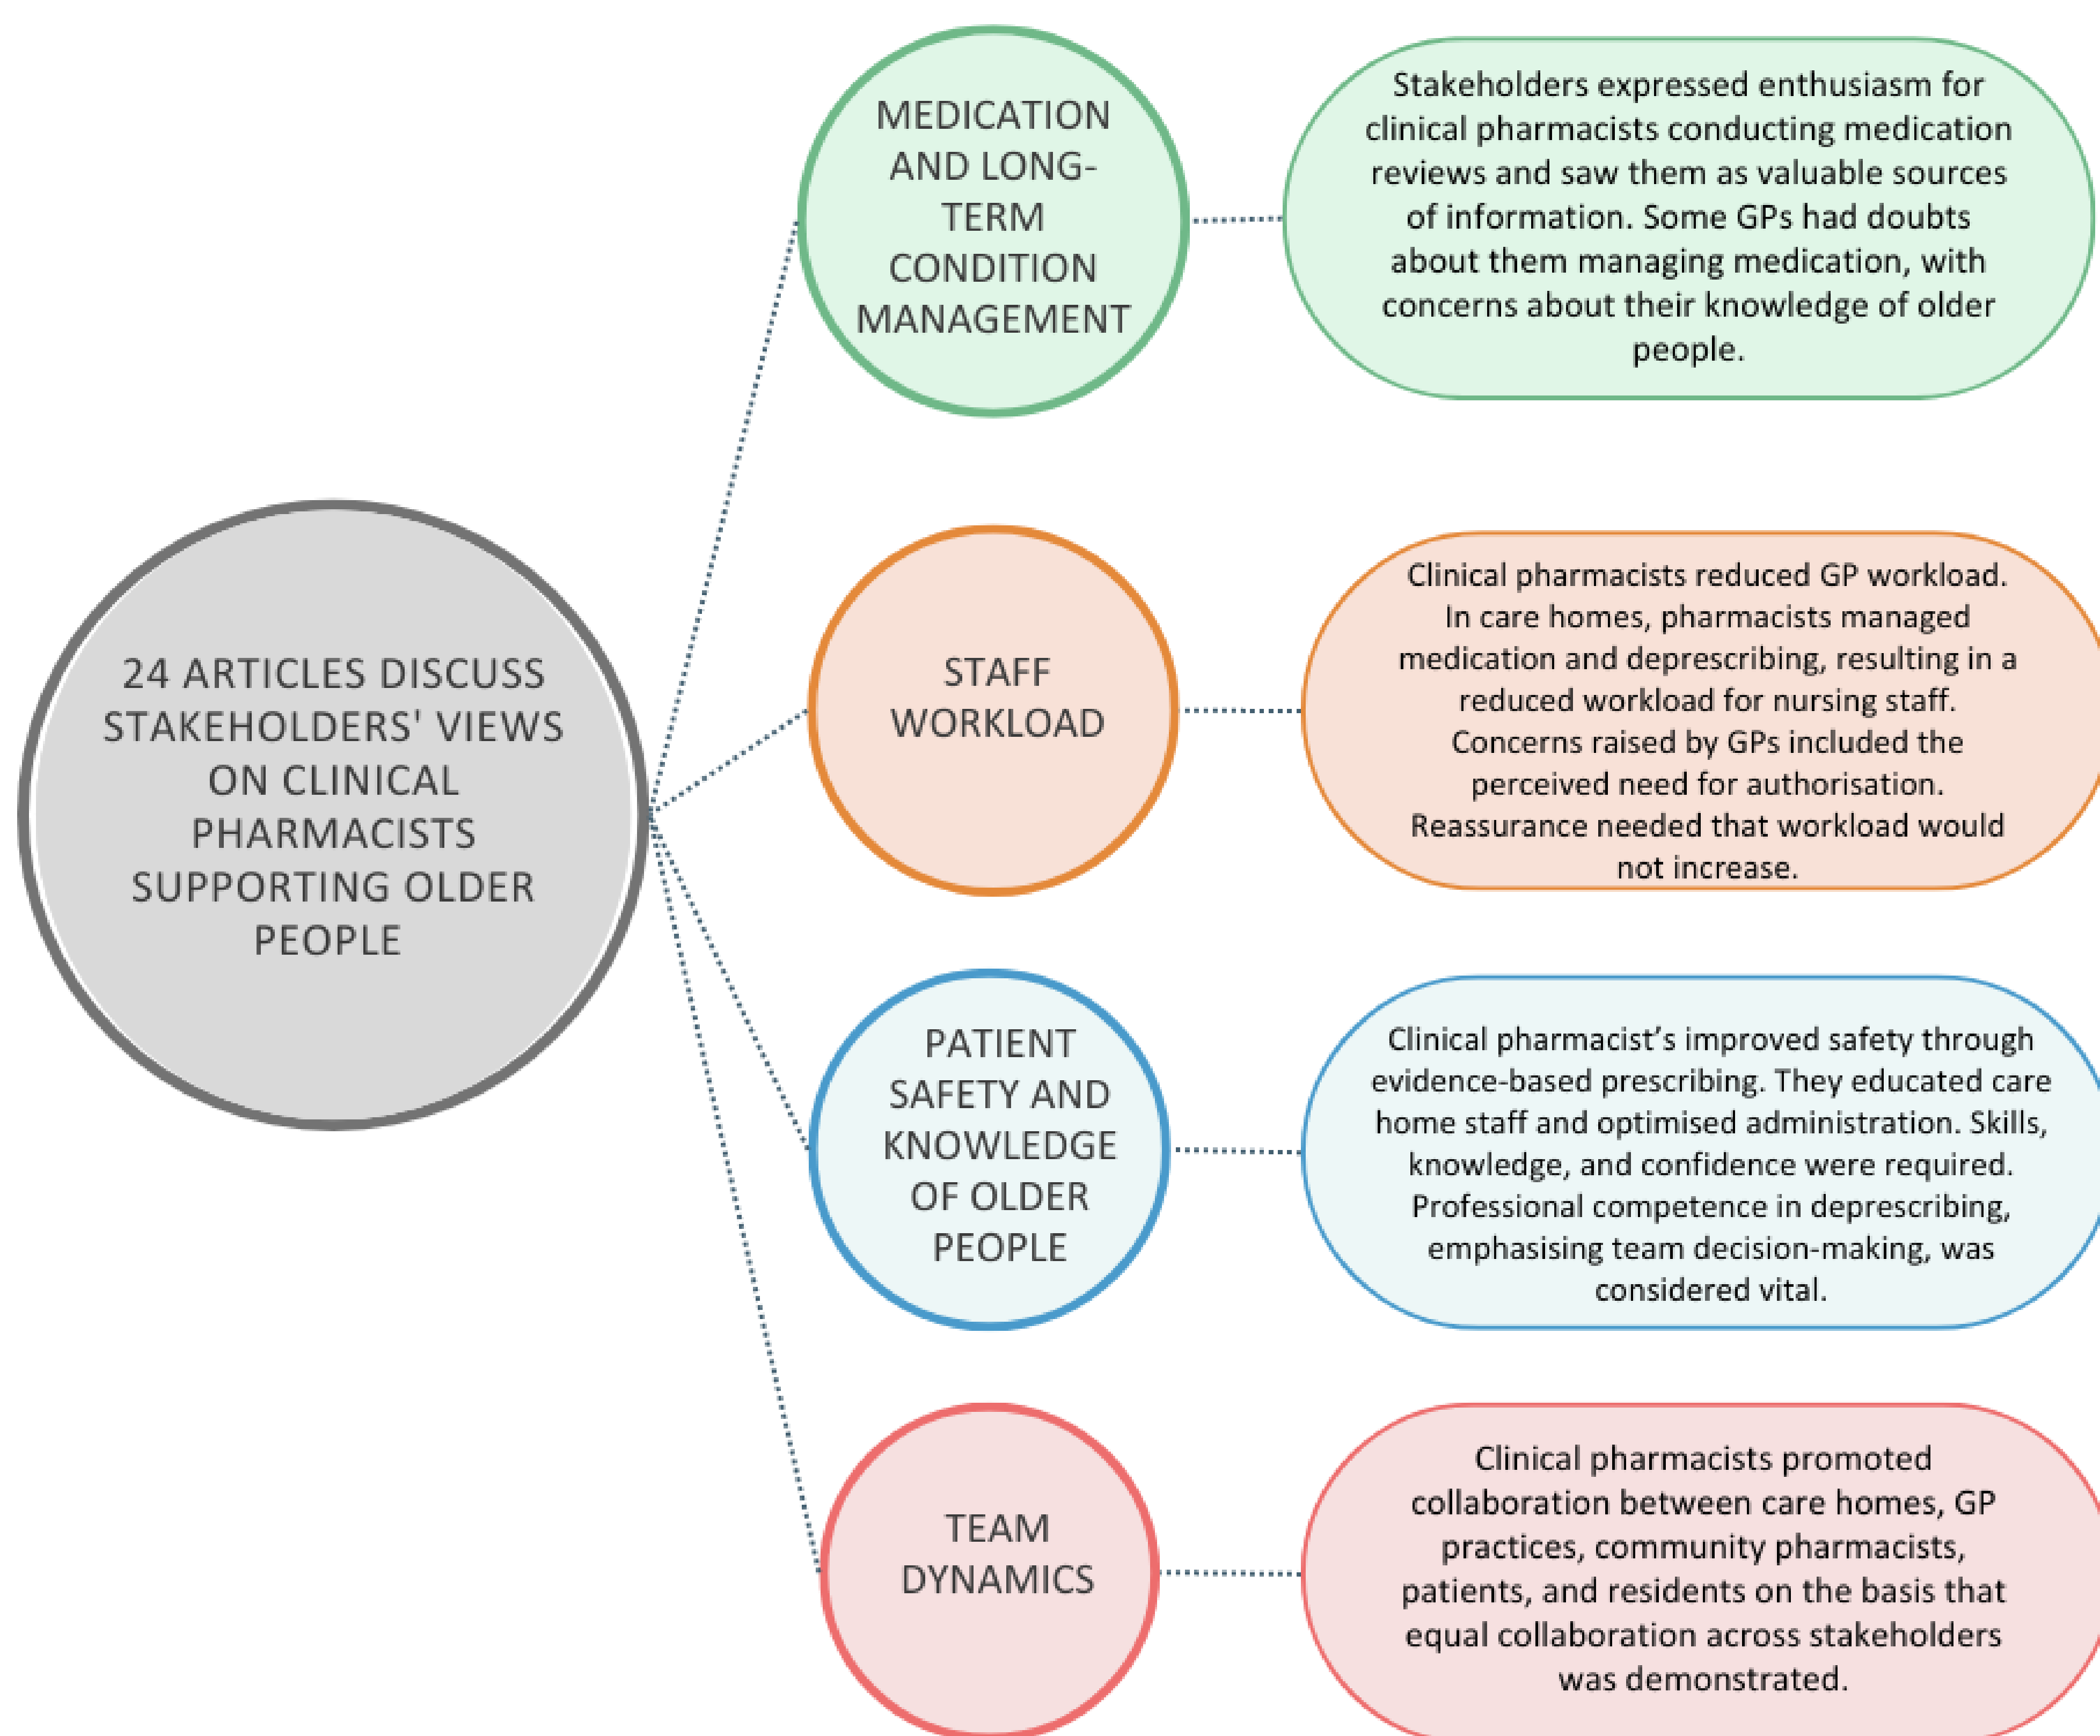 24 ARTICLES DISCUSS
STAKEHOLDERS' VIEWS
ON CLINICAL
PHARMACISTS
SUPPORTING OLDER
PEOPLE
MEDICATION
AND LONG-
TERM
CONDITION
MANAGEMENT
Stakeholders expressed enthusiasm for
clinical pharmacists conducting medication
reviews and saw them as valuable sources
of information. Some GPs had doubts
about them managing medication, with
concerns about their knowledge of older
people.
STAFF
WORKLOAD
Clinical pharmacists reduced GP workload.
In care homes, pharmacists managed
medication and deprescribing, resulting in a
reduced workload for nursing staff.
Concerns raised by GPs included the
perceived need for authorisation.
Reassurance needed that workload would
not increase.
PATIENT
SAFETY AND
KNOWLEDGE
OF OLDER
PEOPLE
Clinical pharmacist’s improved safety through
evidence-based prescribing. They educated care
home staff and optimised administration. Skills,
knowledge, and confidence were required.
Professional competence in deprescribing,
emphasising team decision-making, was
considered vital.
TEAM
DYNAMICS
Clinical pharmacists promoted
collaboration between care homes, GP
practices, community pharmacists,
patients, and residents on the basis that
equal collaboration across stakeholders
was demonstrated.